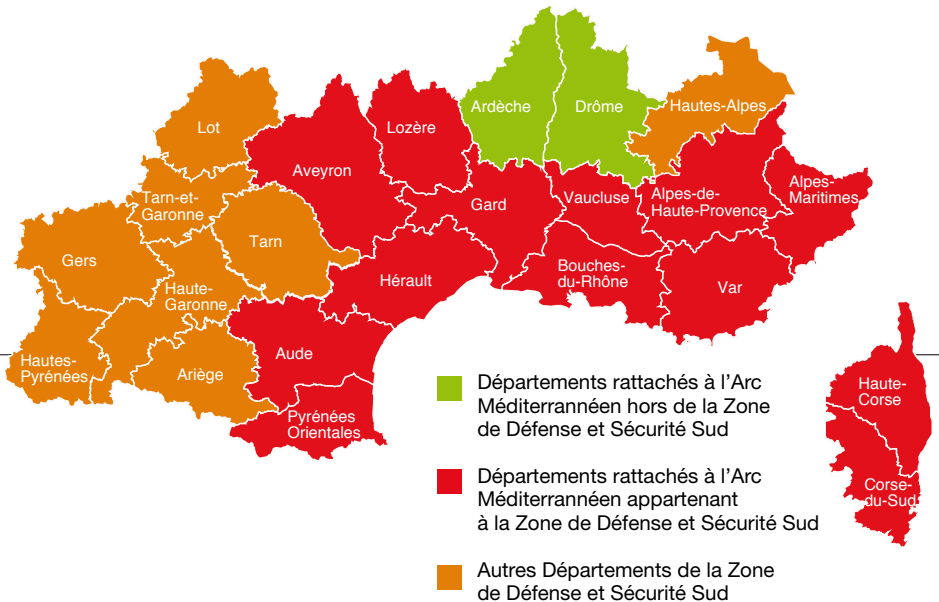 Ardèche
Drôme
Hautes-Alpes
Lot
Lozère
Aveyron
Tarn-et-
Garonne
Gard
Vaucluse
Alpes-de-
Haute-Provence
Alpes-
Maritimes
Tarn
Gers
Haute-
Garonne
Hérault
Bouches-
du-Rhône
Var
Hautes-
Pyrénées
Ariège
Aude
Pyrénées
Orientales
Haute-
Corse
Corse-
du-Sud
Départements rattachés à l’Arc
Méditerrannéen hors de la Zone
de Défense et Sécurité Sud
Départements rattachés à l’Arc
Méditerrannéen appartenant
à la Zone de Défense et Sécurité Sud
Autres Départements de la Zone
de Défense et Sécurité Sud